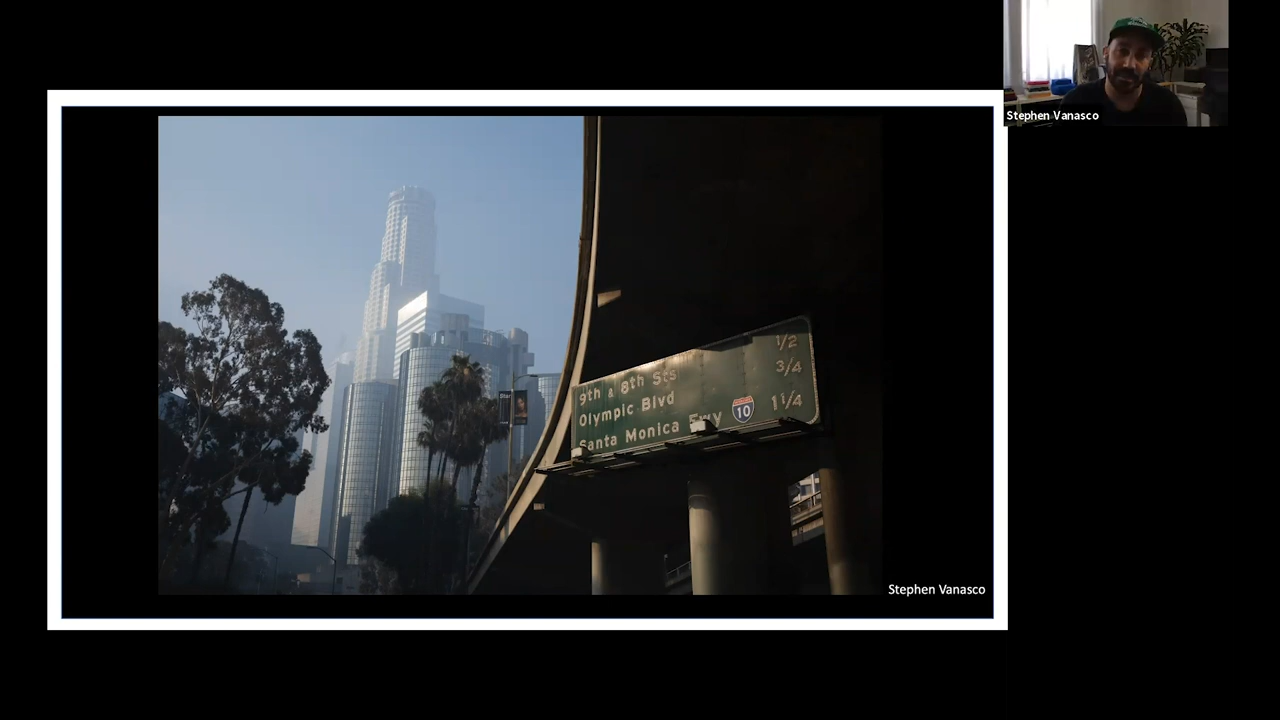 Stephen Vanasco
9th & 8th Sts 1/2
Olympic Blvd 3/4
Santa Monica Fwy 10 1 1/4
Stephen Vanasco